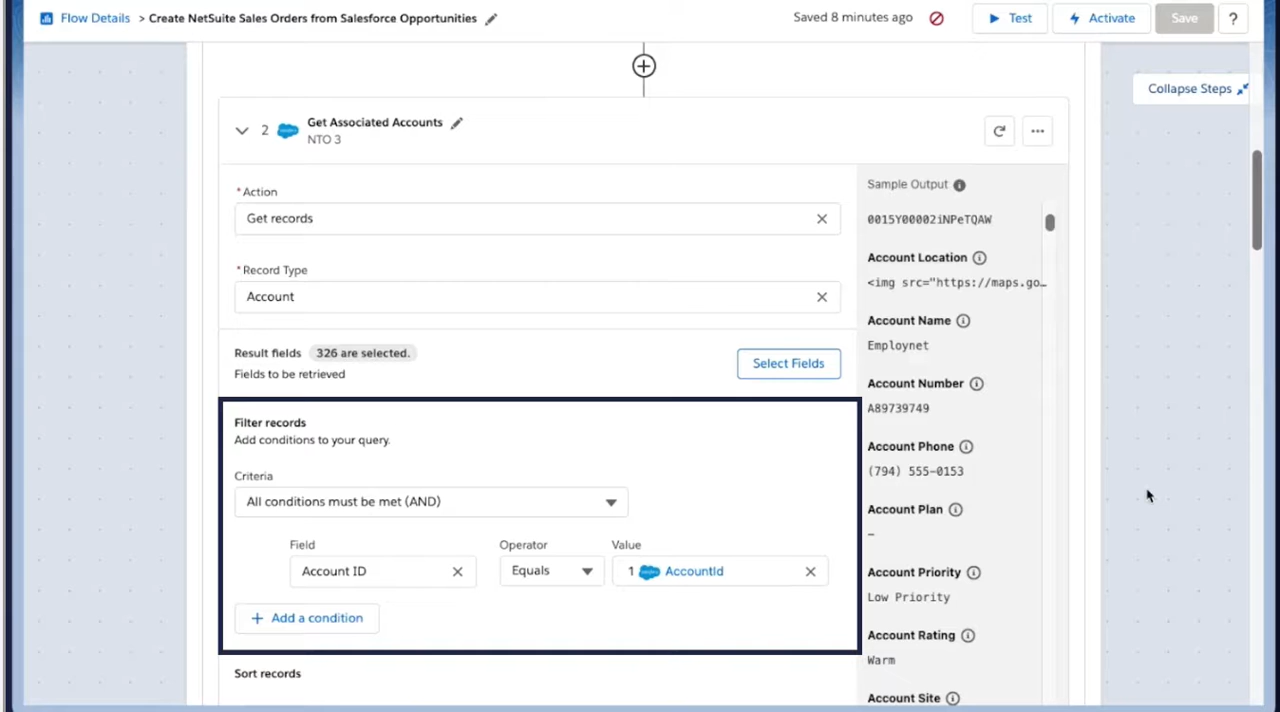 Flow Details > Create NetSuite Sales Orders from Salesforce Opportunities
Saved 8 minutes ago
Test
Activate
Save
?
Collapse Steps
2
Get Associated Accounts
NTO 3
* Action
Get records
* Record Type
Account
Result fields 326 are selected.
Fields to be retrieved
Select Fields
Filter records
Add conditions to your query.
Criteria
All conditions must be met (AND)
Field
Operator
Value
Account ID
Equals
1 AccountId
+ Add a condition
Sort records
Sample Output
0015Y00002iNPeTQAW
Account Location
<img src="https://maps.go…
Account Name
Employnet
Account Number
A89739749
Account Phone
(794) 555-0153
Account Plan
–
Account Priority
Low Priority
Account Rating
Warm
Account Site